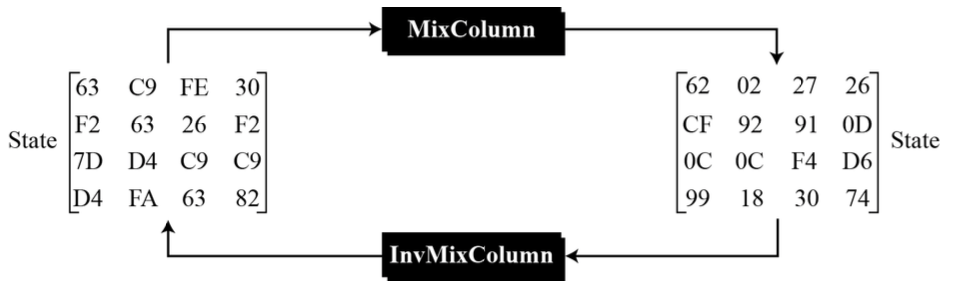 MixColumn
63 C9 FE 30
F2 63 26 F2
State
7D D4 C9 C9
D4 FA 63 82
62 02 27 26
CF 92 91 0D
State
0C 0C F4 D6
99 18 30 74
InvMixColumn